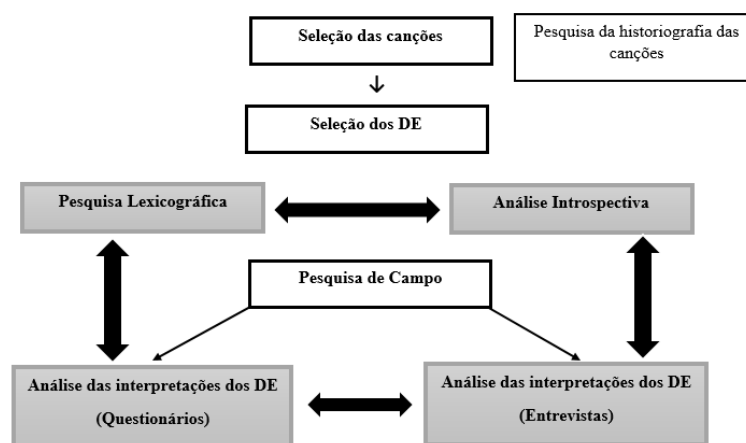 Seleção das canções
Pesquisa da historiografia das
canções
Seleção dos DE
Pesquisa Lexicográfica
Análise Introspectiva
Pesquisa de Campo
Análise das interpretações dos DE
(Questionários)
Análise das interpretações dos DE
(Entrevistas)